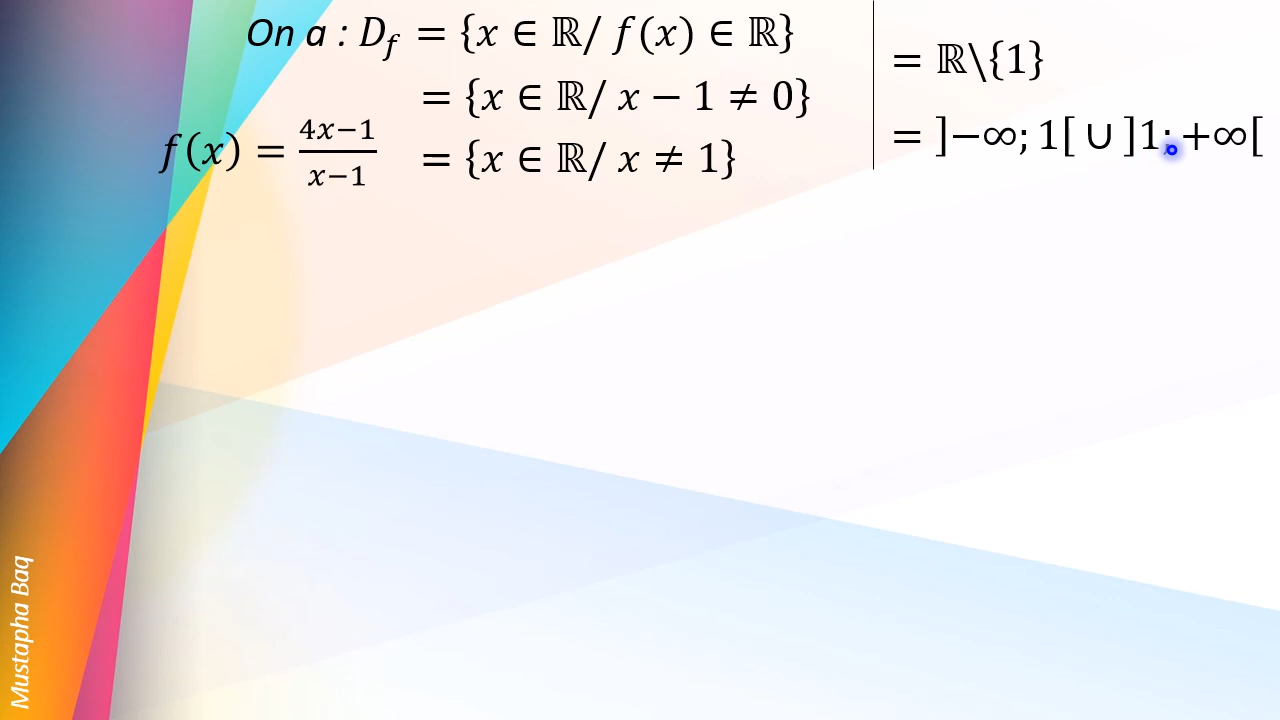 On a : D_f = {x ∈ ℝ/ f(x) ∈ ℝ}
= {x ∈ ℝ/ x − 1 ≠ 0}
f(x) = (4x−1)/(x−1)
= {x ∈ ℝ/ x ≠ 1}
= ℝ\{1}
= ]−∞; 1[ ∪ ]1; +∞[
Mustapha Baq